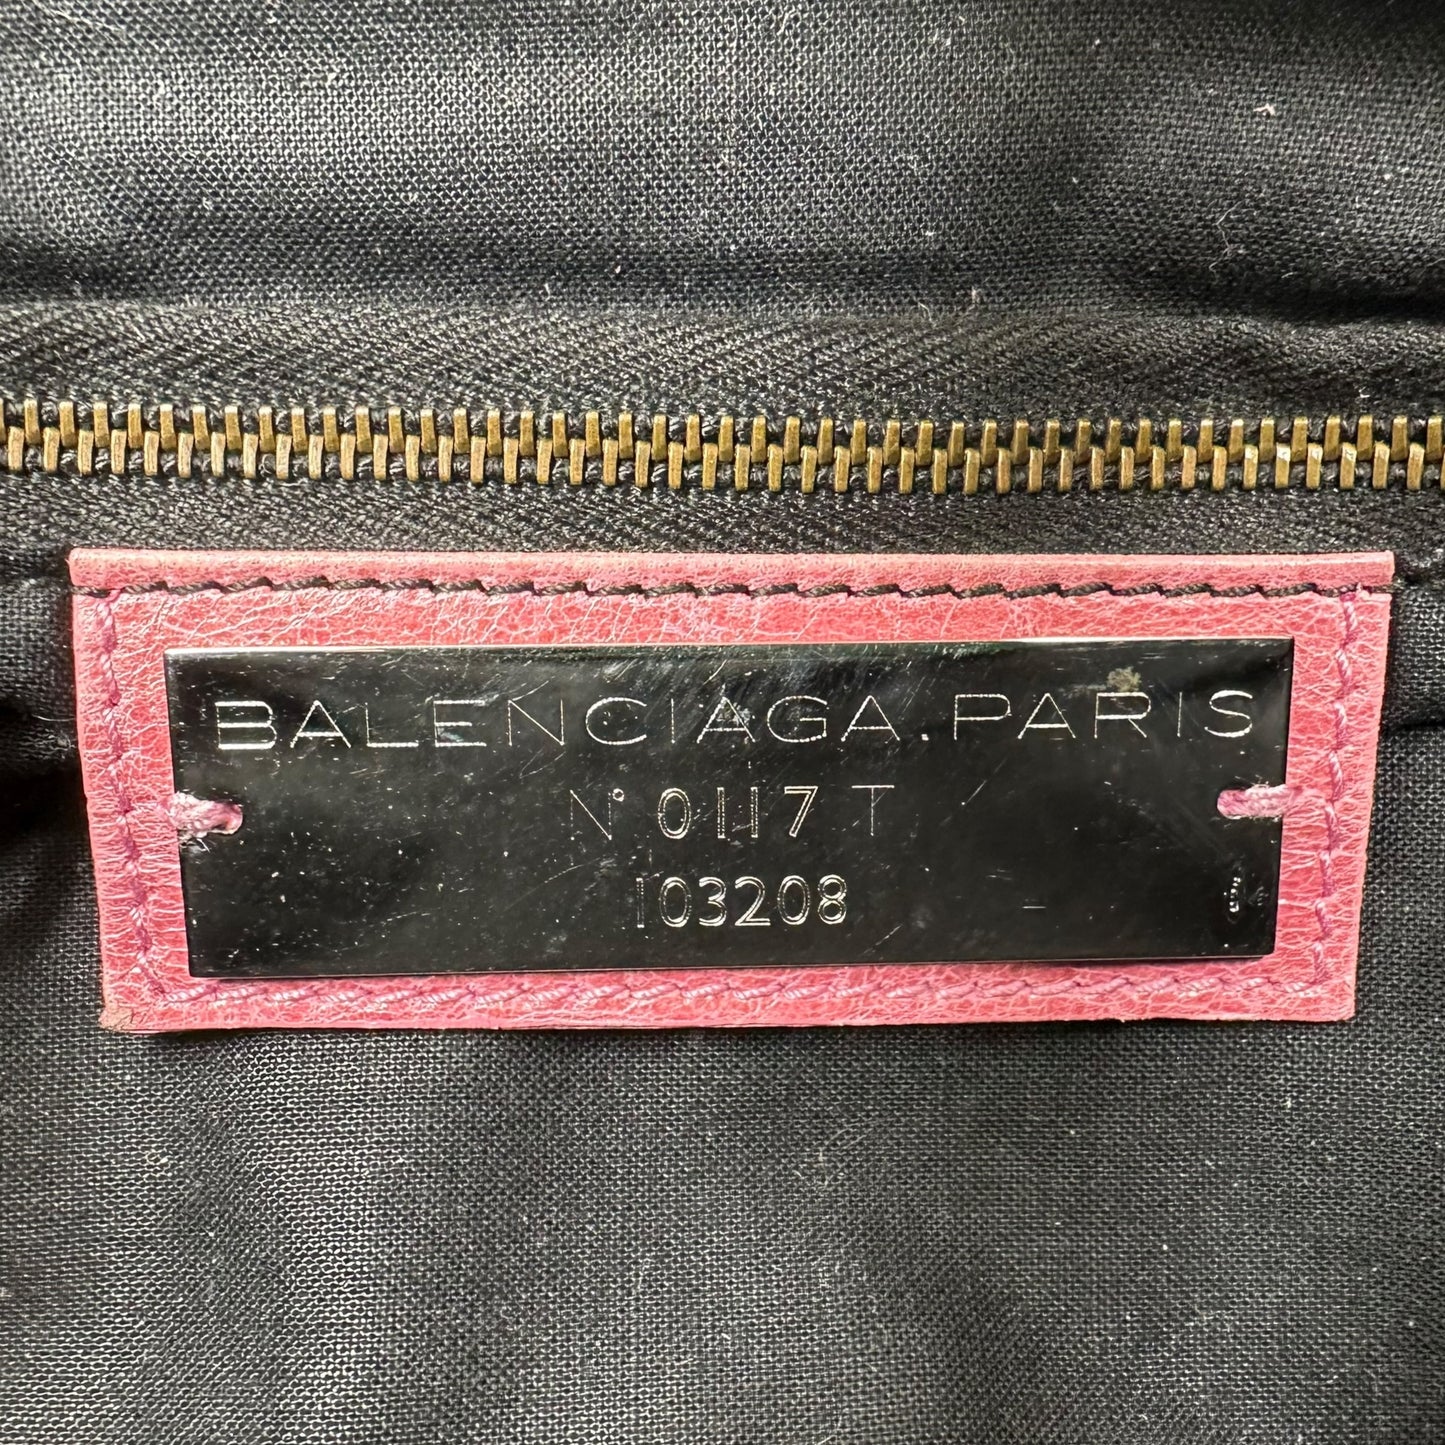 BALENCIAGA.PARIS
N° 0117 T
103208